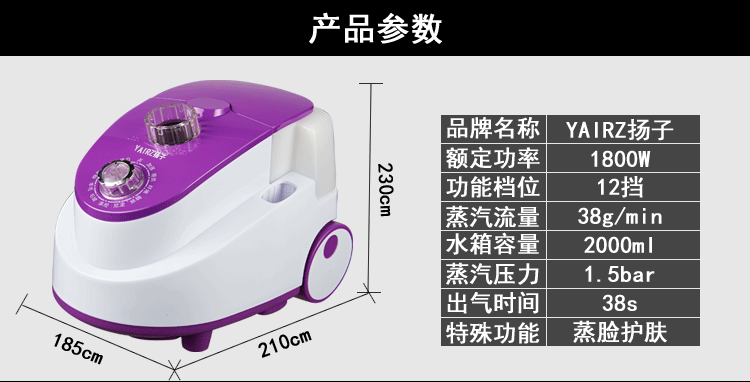 产品参数
YAIRZ扬子
230cm
185cm
210cm
品牌名称 YAIRZ扬子
额定功率 1800W
功能档位 12挡
蒸汽流量 38g/min
水箱容量 2000ml
蒸汽压力 1.5bar
出气时间 38s
特殊功能 蒸脸护肤